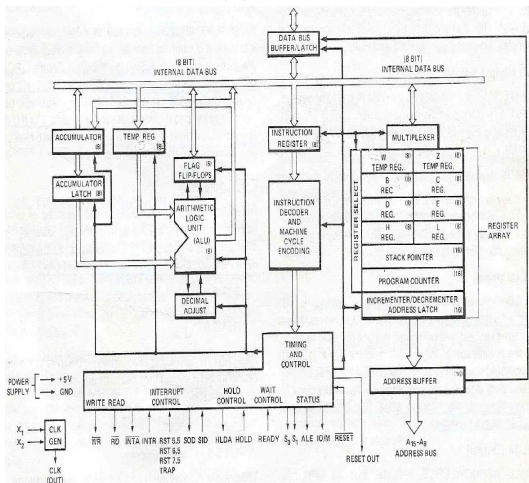 DATA BUS
BUFFER/LATCH
(8 BIT)
INTERNAL DATA BUS
(8 BIT)
INTERNAL DATA BUS
ACCUMULATOR
(8)
TEMP REG.
(8)
INSTRUCTION
REGISTER (8)
MULTIPLEXER
ACCUMULATOR
LATCH (8)
FLAG (5)
FLIP-FLOPS
ARITHMETIC
LOGIC
UNIT
(ALU)
(8)
DECIMAL
ADJUST
INSTRUCTION
DECODER
AND
MACHINE
CYCLE
ENCODING
REGISTER SELECT
W (8)
TEMP REG.
Z (8)
TEMP REG.
B (8)
REC
C (8)
REG.
D (8)
REG.
E (8)
REG.
H (8)
REG.
L (8)
REG.
STACK POINTER (16)
PROGRAM COUNTER (16)
INCREMENTER/DECREMENTER
ADDRESS LATCH (16)
REGISTER
ARRAY
TIMING
AND
CONTROL
WRITE READ
INTERRUPT
CONTROL
HOLD
CONTROL
WAIT
CONTROL
STATUS
POWER
SUPPLY
+5V
GND
ADDRESS BUFFER
X1
X2
CLK
GEN
CLK
(OUT)
WR RD INTA INTR RST 6,5 SOD SID HLDA HOLD READY S0 S1 ALE IO/M RESET
RST 6,5
RST 7,5
TRAP
RESET OUT
A15-A8
ADDRESS BUS